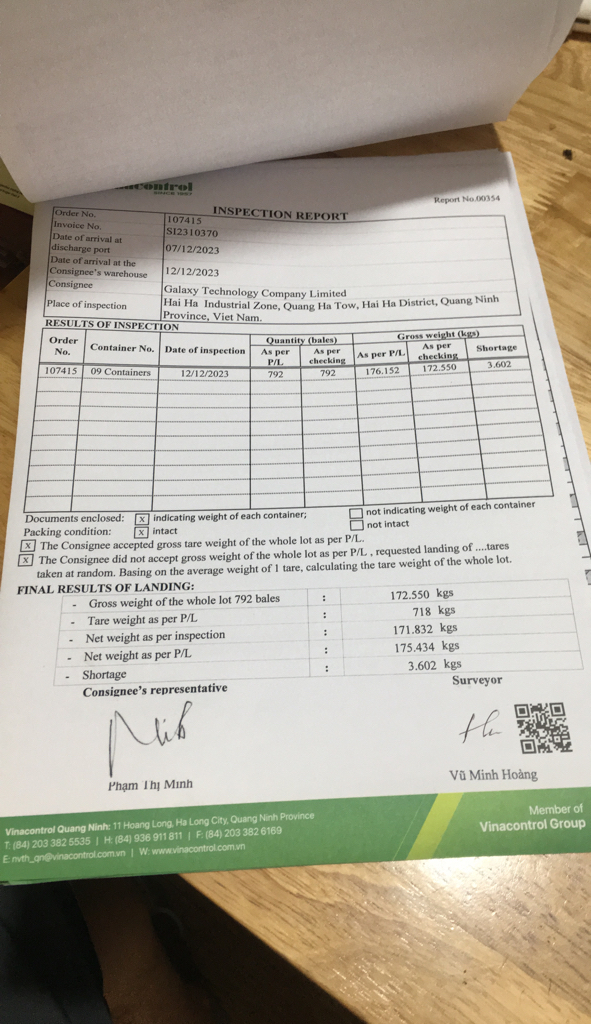 control
Report No.00354
INSPECTION REPORT
Order No. 107415
Invoice No. SI2310370
Date of arrival at discharge port 07/12/2023
Date of arrival at the Consignee's warehouse 12/12/2023
Consignee Galaxy Technology Company Limited
Place of inspection Hai Ha Industrial Zone, Quang Ha Tow, Hai Ha District, Quang Ninh
Province, Viet Nam.
RESULTS OF INSPECTION
Order No. Container No. Date of inspection Quantity (bales) Gross weight (kgs)
As per P/L As per checking As per P/L As per checking Shortage
107415 09 Containers 12/12/2023 792 792 176.152 172.550 3.602
Documents enclosed: x indicating weight of each container; not indicating weight of each container
Packing condition: x intact not intact
x The Consignee accepted gross tare weight of the whole lot as per P/L.
x The Consignee did not accept gross weight of the whole lot as per P/L , requested landing of ....tares
taken at random. Basing on the average weight of 1 tare, calculating the tare weight of the whole lot.
FINAL RESULTS OF LANDING:
- Gross weight of the whole lot 792 bales : 172.550 kgs
- Tare weight as per P/L : 718 kgs
- Net weight as per inspection : 171.832 kgs
- Net weight as per P/L : 175.434 kgs
- Shortage : 3.602 kgs
Consignee's representative Surveyor
Phạm Thị Minh Vũ Minh Hoàng
Vinacontrol Quang Ninh: 11 Hoang Long, Ha Long City, Quang Ninh Province
T: (84) 203 382 5535 | H: (84) 936 911 811 | F: (84) 203 382 6169
E: nvth_qn@vinacontrol.com.vn | W: www.vinacontrol.com.vn
Member of
Vinacontrol Group